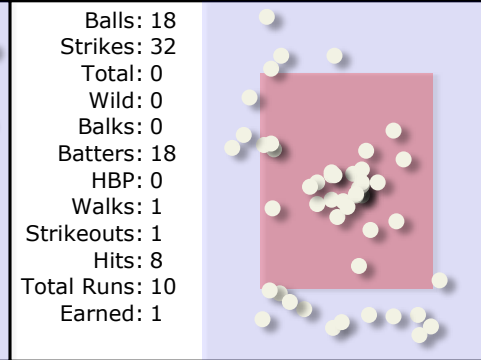 Balls: 18
Strikes: 32
Total: 0
Wild: 0
Balks: 0
Batters: 18
HBP: 0
Walks: 1
Strikeouts: 1
Hits: 8
Total Runs: 10
Earned: 1